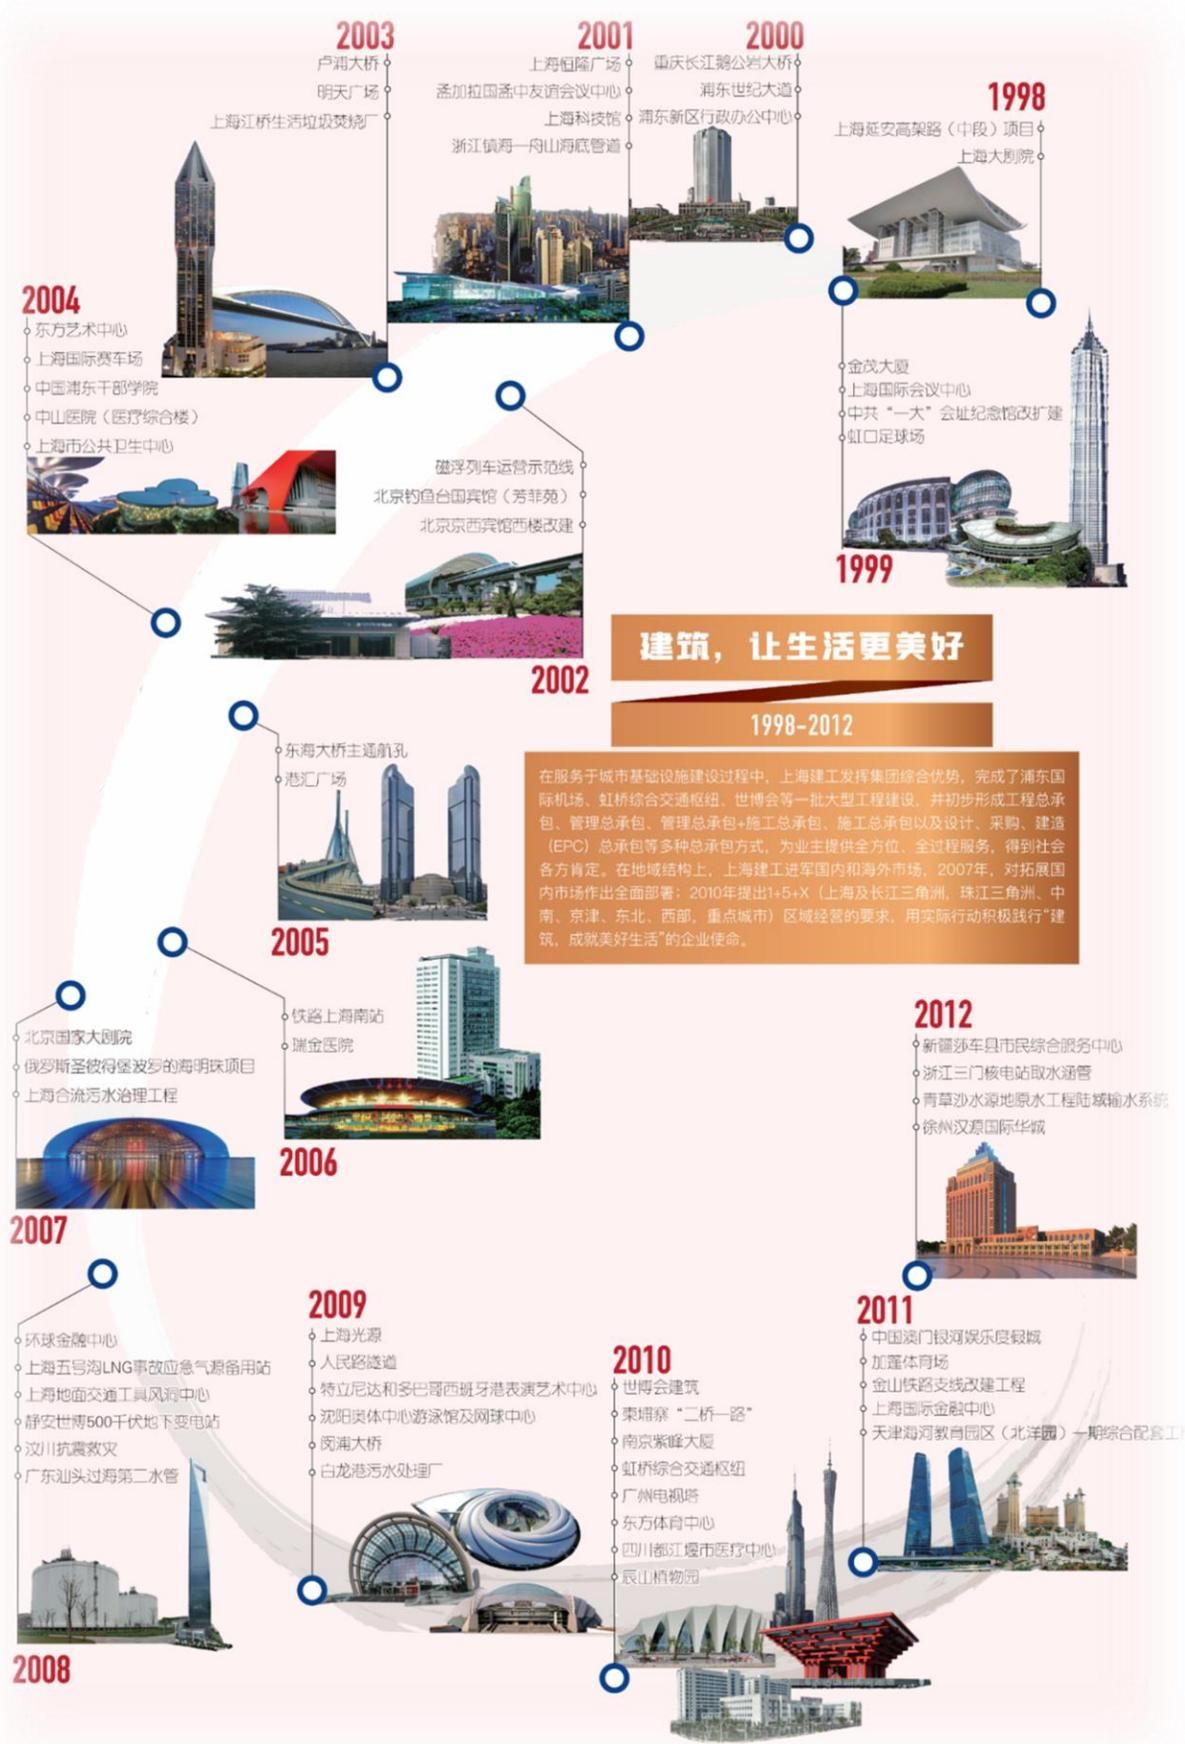 2003
卢浦大桥
明天广场
上海江桥生活垃圾焚烧厂
2001
上海恒隆广场
孟加拉国孟中友谊会议中心
上海科技馆
浙江镇海—舟山海底管道
2000
重庆长江鹅公岩大桥
浦东世纪大道
浦东新区行政办公中心
1998
上海延安高架路（中段）项目
上海大剧院
2004
东方艺术中心
上海国际赛车场
中国浦东干部学院
中山医院（医疗综合楼）
上海市公共卫生中心
磁浮列车运营示范线
北京钓鱼台国宾馆（芳菲苑）
北京京西宾馆西楼改建
2002
金茂大厦
上海国际会议中心
中共“一大”会址纪念馆改扩建
虹口足球场
1999
建筑，让生活更美好
1998-2012
在服务于城市基础设施建设过程中，上海建工发挥集团综合优势，完成了浦东国
际机场、虹桥综合交通枢纽、世博会等一批大型工程建设，并初步形成工程总承
包、管理总承包、管理总承包+施工总承包、施工总承包以及设计、采购、建造
（EPC）总承包等多种总承包方式，为业主提供全方位、全过程服务，得到社会
各方肯定。在地域结构上，上海建工进军国内和海外市场，2007年，对拓展国
内市场作出全面部署；2010年提出1+5+X（上海及长江三角洲，珠江三角洲、中
南、京津、东北、西部，重点城市）区域经营的要求，用实际行动积极践行“建
筑，成就美好生活”的企业使命。
东海大桥主通航孔
港汇广场
2005
铁路上海南站
瑞金医院
2006
北京国家大剧院
俄罗斯圣彼得堡波罗的海明珠项目
上海合流污水治理工程
2007
2012
新疆莎车县市民综合服务中心
浙江三门核电站取水涵管
青草沙水源地原水工程陆域输水系统
徐州汉源国际华城
环球金融中心
上海五号沟LNG事故应急气源备用站
上海地面交通工具风洞中心
静安世博500千伏地下变电站
汶川抗震救灾
广东汕头过海第二水管
2008
2009
上海光源
人民路隧道
特立尼达和多巴哥西班牙港表演艺术中心
沈阳奥体中心游泳馆及网球中心
闵浦大桥
白龙港污水处理厂
2010
世博会建筑
柬埔寨“二桥一路”
南京紫峰大厦
虹桥综合交通枢纽
广州电视塔
东方体育中心
四川都江堰市医疗中心
辰山植物园
2011
中国澳门银河娱乐度假城
加蓬体育场
金山铁路支线改建工程
上海国际金融中心
天津海河教育园区（北洋园）一期综合配套工